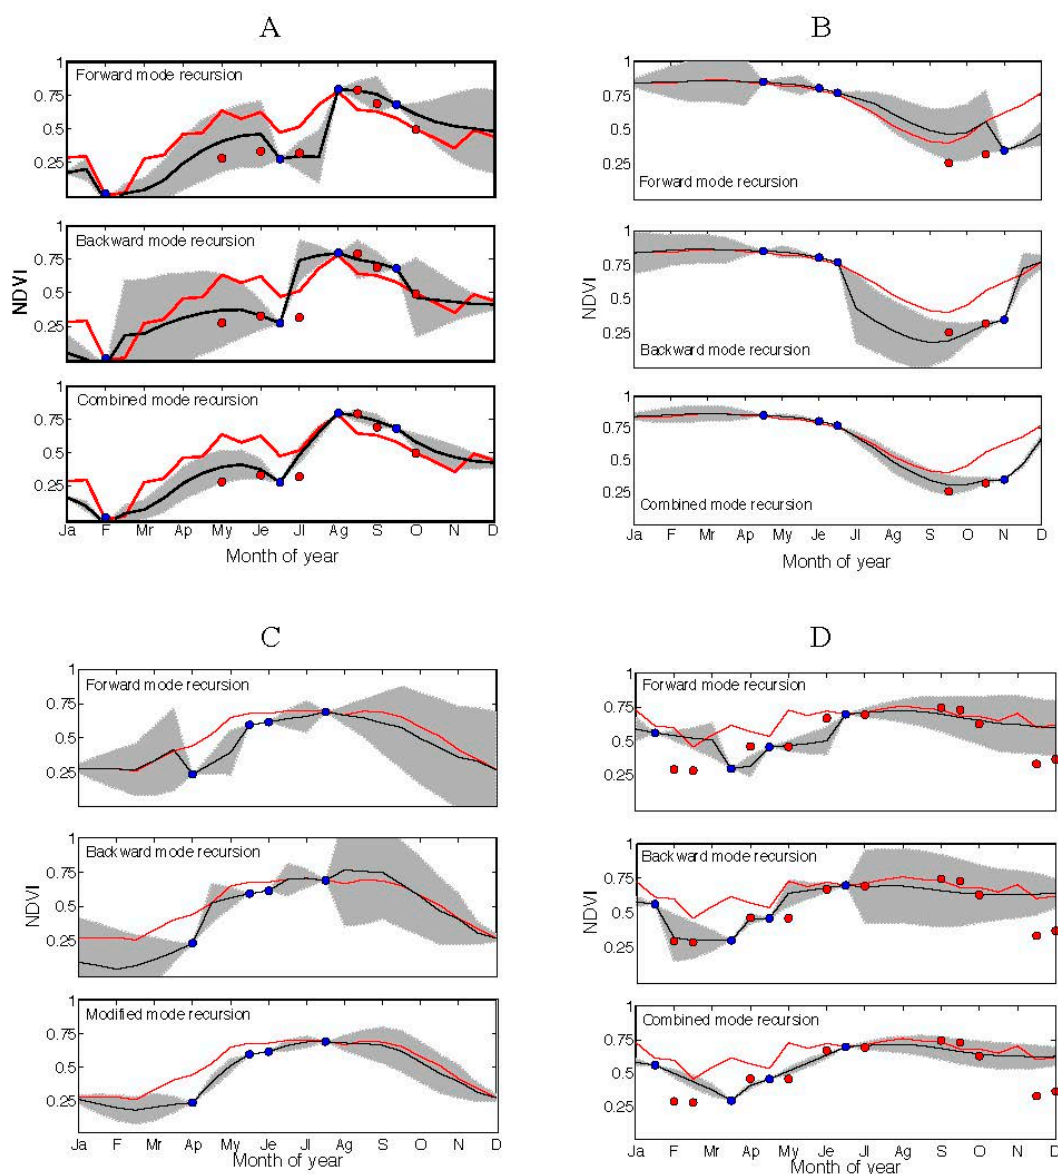 A
1
Forward mode recursion
0.75
0.5
0.25
1
Backward mode recursion
0.75
0.5
0.25
NDVI
1
Combined mode recursion
0.75
0.5
0.25
Ja F Mr Ap My Je Jy Ag S O N D
Month of year
B
1
0.75
0.5
0.25
Forward mode recursion
1
0.75
0.5
0.25
NDVI
Backward mode recursion
1
0.75
0.5
0.25
Combined mode recursion
Ja F Mr Ap My Je Jl Ag S O N D
Month of year
C
1
Forward mode recursion
0.75
0.5
0.25
1
Backward mode recursion
0.75
0.5
0.25
NDVI
1
Modified mode recursion
0.75
0.5
0.25
Ja F M Ap My Je Jl Ag S O N D
Month of year
D
1
Forward mode recursion
0.75
0.5
0.25
1
Backward mode recursion
0.75
0.5
0.25
NDVI
1
Combined mode recursion
0.75
0.5
0.25
Ja F Mr Ap My Je Jl Ag S O N D
Month of year